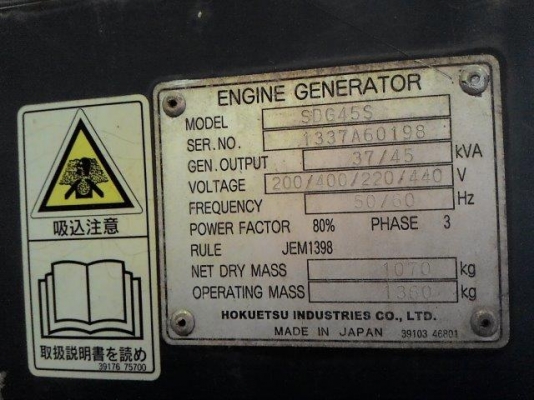 吸込注意
取扱説明書を読め
39176 75700
ENGINE GENERATOR
MODEL SDG45S
SER. NO. 1337A60198
GEN. OUTPUT 37/45 kVA
VOLTAGE 200/400/220/440 V
FREQUENCY 50/60 Hz
POWER FACTOR 80% PHASE 3
RULE JEM1398
NET DRY MASS 1070 kg
OPERATING MASS 1360 kg
HOKUETSU INDUSTRIES CO., LTD.
MADE IN JAPAN 39103 46801